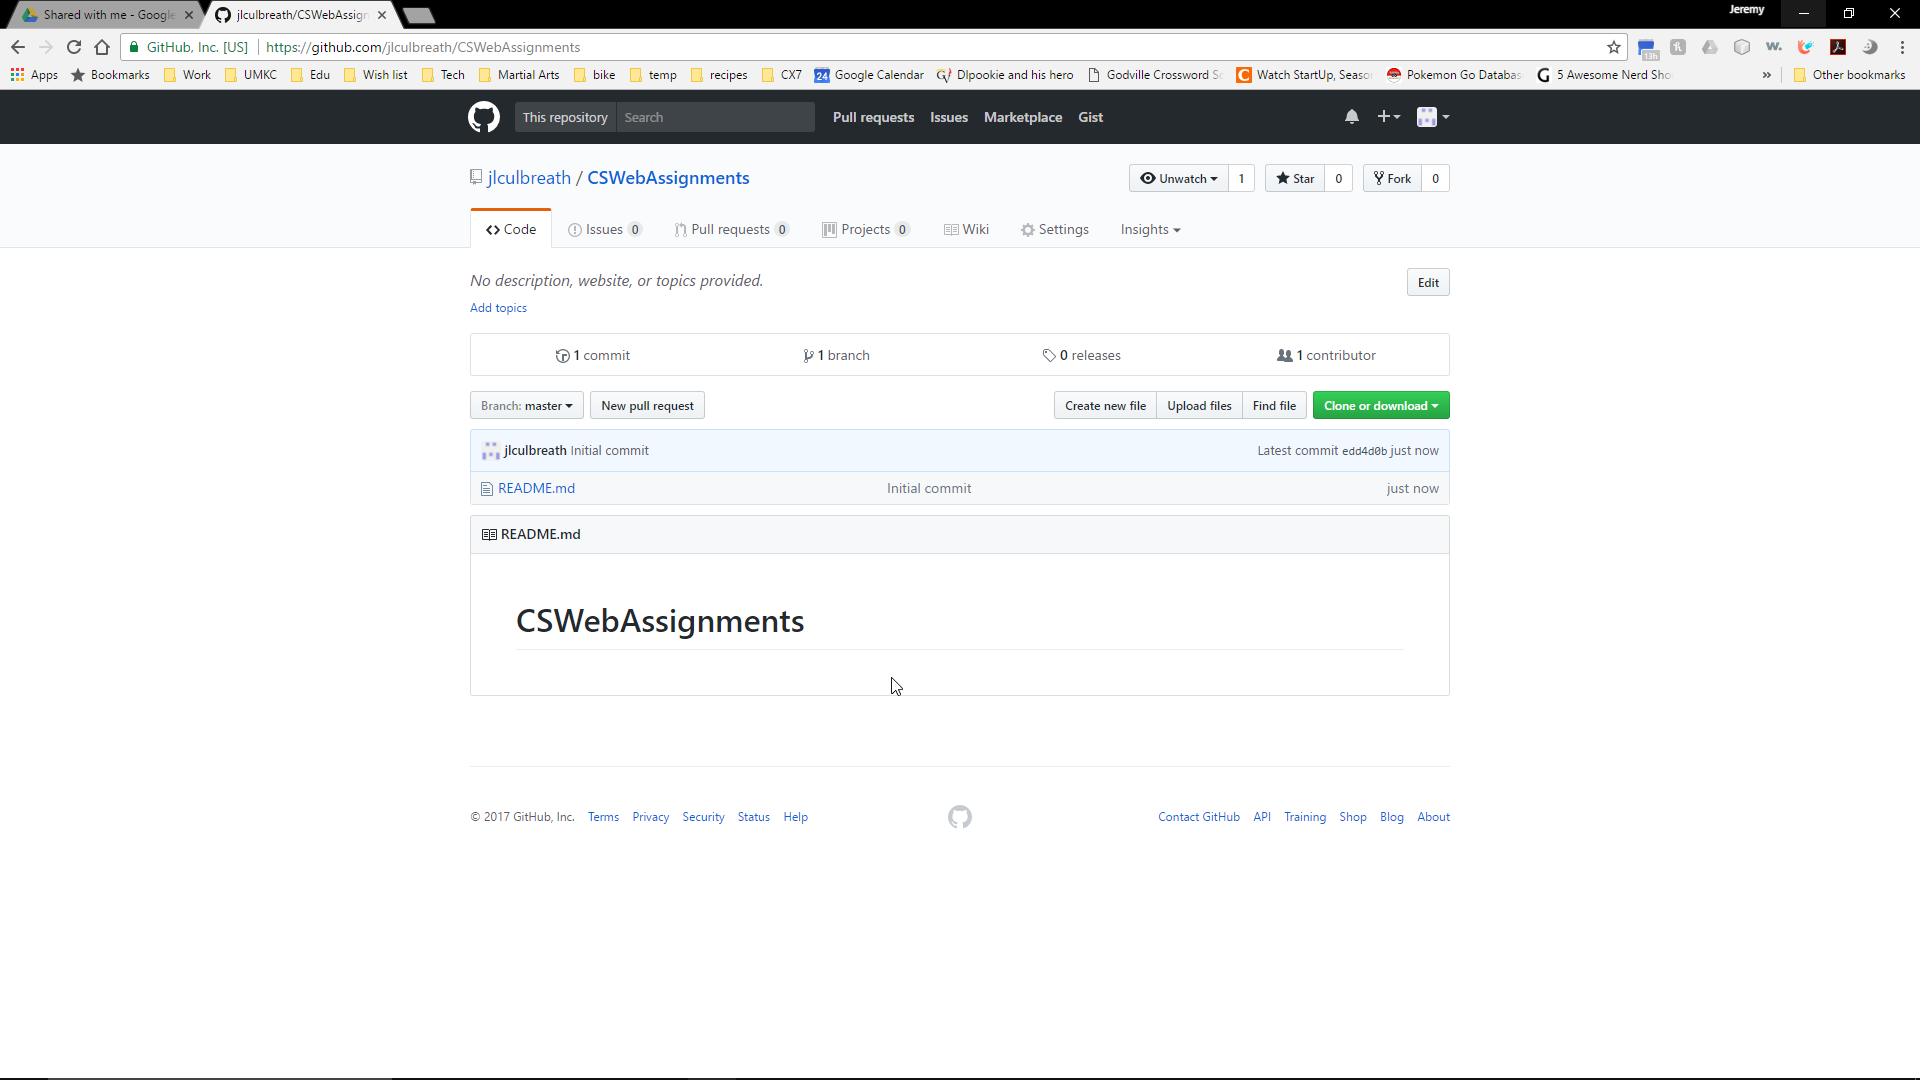 Shared with me - Google
jlculbreath/CSWebAssign
Jeremy
GitHub, Inc. [US] https://github.com/jlculbreath/CSWebAssignments
Apps Bookmarks Work UMKC Edu Wish list Tech Martial Arts bike temp recipes CX7 24 Google Calendar Dlpookie and his hero Godville Crossword Watch StartUp, Seaso Pokemon Go Databas 5 Awesome Nerd Sho » Other bookmarks
This repository Search Pull requests Issues Marketplace Gist
jlculbreath / CSWebAssignments
Unwatch 1 Star 0 Fork 0
Code Issues 0 Pull requests 0 Projects 0 Wiki Settings Insights
No description, website, or topics provided.
Edit
Add topics
1 commit 1 branch 0 releases 1 contributor
Branch: master New pull request Create new file Upload files Find file Clone or download
jlculbreath Initial commit Latest commit edd4d0b just now
README.md Initial commit just now
README.md
CSWebAssignments
© 2017 GitHub, Inc. Terms Privacy Security Status Help Contact GitHub API Training Shop Blog About